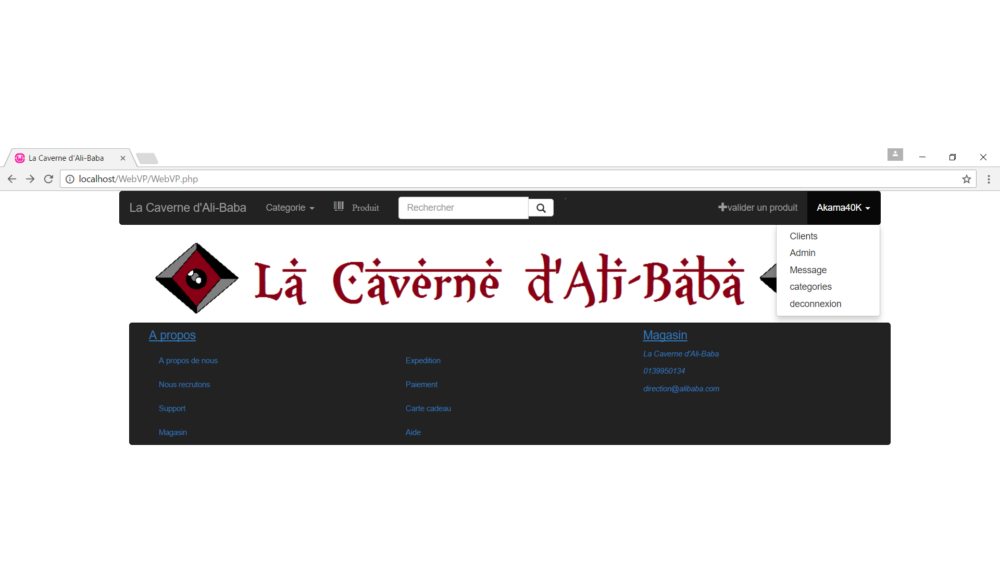 La Caverne d'Ali-Baba
localhost/WebVP/WebVP.php
La Caverne d'Ali-Baba Categorie Produit Rechercher valider un produit Akama40K
Clients
Admin
Message
categories
deconnexion
La Caverne d'Ali-Baba
A propos Magasin
A propos de nous Expedition La Caverne d'Ali-Baba
Nous recrutons Paiement 0139950134
Support Carte cadeau direction@alibaba.com
Magasin Aide